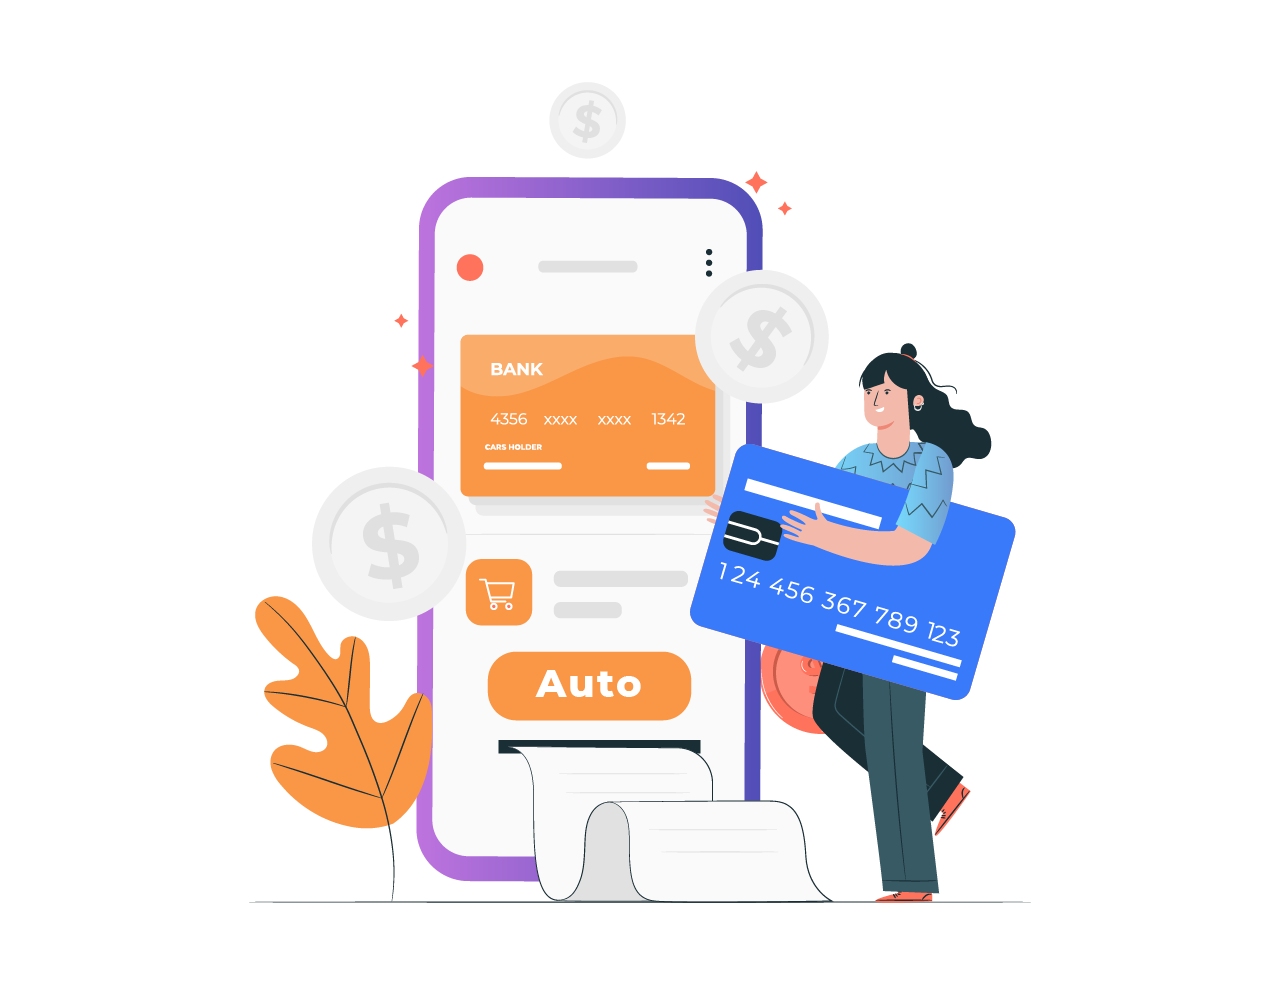 $
$
BANK
4356 xxxx xxxx 1342
CARS HOLDER
$
Auto
124 456 367 789 123